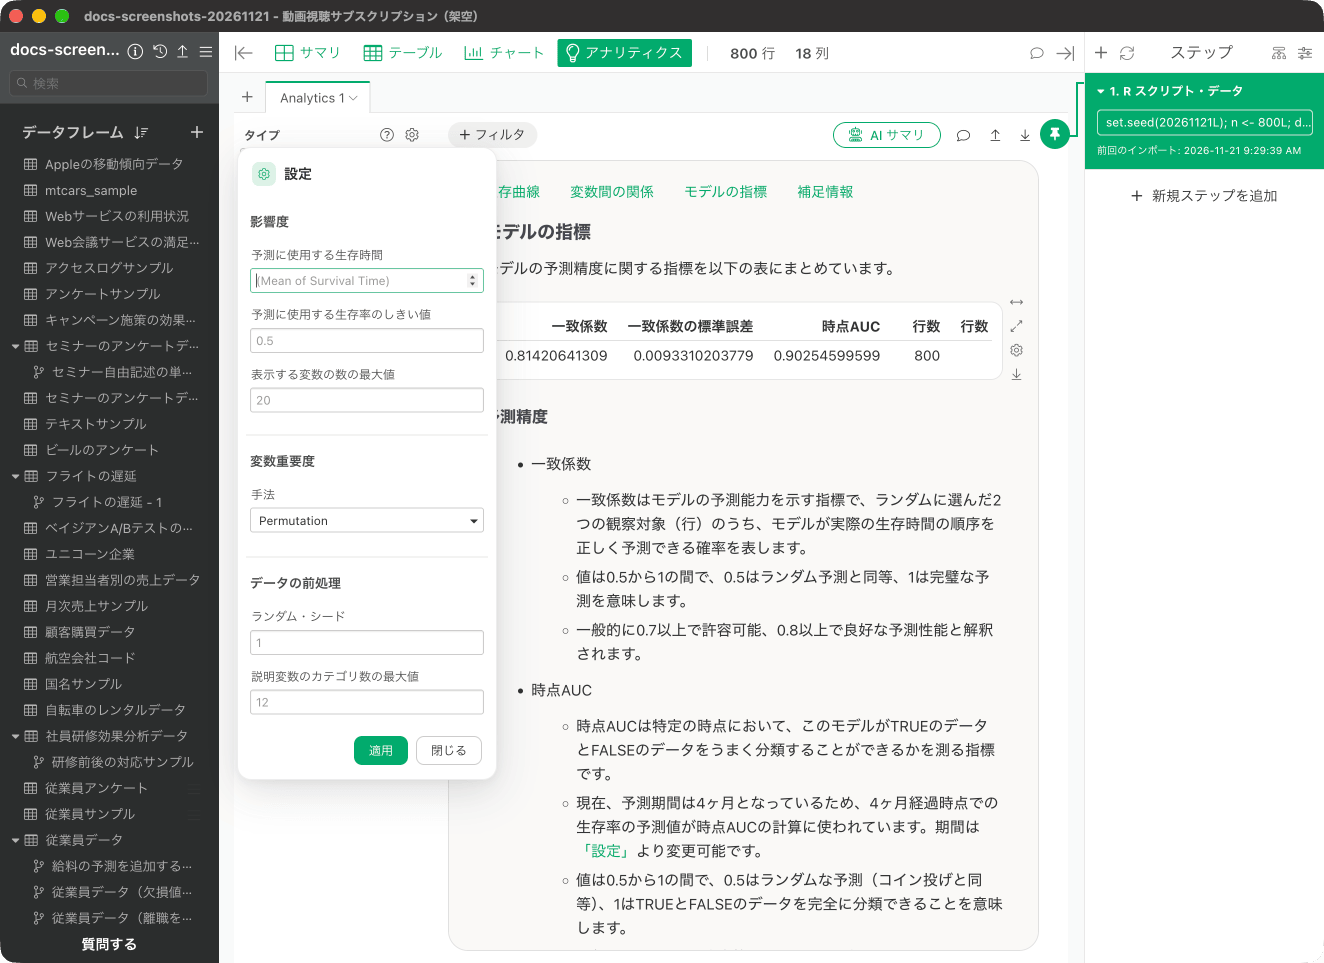 docs-screenshots-20261121 - 動画視聴サブスクリプション（架空）
docs-screen...
検索
データフレーム
Appleの移動傾向データ
mtcars_sample
Webサービスの利用状況
Web会議サービスの満足…
アクセスログサンプル
アンケートサンプル
キャンペーン施策の効果…
セミナーのアンケートデ…
セミナー自由記述の単…
セミナーのアンケートデ…
テキストサンプル
ビールのアンケート
フライトの遅延
フライトの遅延 - 1
ベイジアンA/Bテストの…
ユニコーン企業
営業担当者別の売上データ
月次売上サンプル
顧客購買データ
航空会社コード
国名サンプル
自転車のレンタルデータ
社員研修効果分析データ
研修前後の対応サンプル
従業員アンケート
従業員サンプル
従業員データ
給料の予測を追加する…
従業員データ（欠損値…
従業員データ（離職を…
質問する
サマリ
テーブル
チャート
アナリティクス
800 行
18 列
Analytics 1
タイプ
フィルタ
AI サマリ
設定
影響度
予測に使用する生存時間
(Mean of Survival Time)
予測に使用する生存率のしきい値
0.5
表示する変数の数の最大値
20
変数重要度
手法
Permutation
データの前処理
ランダム・シード
1
説明変数のカテゴリ数の最大値
12
適用
閉じる
存曲線
変数間の関係
モデルの指標
補足情報
モデルの指標
デルの予測精度に関する指標を以下の表にまとめています。
一致係数
一致係数の標準誤差
時点AUC
行数
行数
0.81420641309
0.0093310203779
0.90254599599
800
測精度
一致係数
一致係数はモデルの予測能力を示す指標で、ランダムに選んだ2
つの観察対象（行）のうち、モデルが実際の生存時間の順序を
正しく予測できる確率を表します。
値は0.5から1の間で、0.5はランダム予測と同等、1は完璧な予
測を意味します。
一般的に0.7以上で許容可能、0.8以上で良好な予測性能と解釈
されます。
時点AUC
時点AUCは特定の時点において、このモデルがTRUEのデータ
とFALSEのデータをうまく分類することができるかを測る指標
です。
現在、予測期間は4ヶ月となっているため、4ヶ月経過時点での
生存率の予測値が時点AUCの計算に使われています。期間は
「設定」より変更可能です。
値は0.5から1の間で、0.5はランダムな予測（コイン投げと同
等）、1はTRUEとFALSEのデータを完全に分類できることを意味
します。
ステップ
1. R スクリプト・データ
set.seed(20261121L); n <- 800L; d...
前回のインポート: 2026-11-21 9:29:39 AM
新規ステップを追加